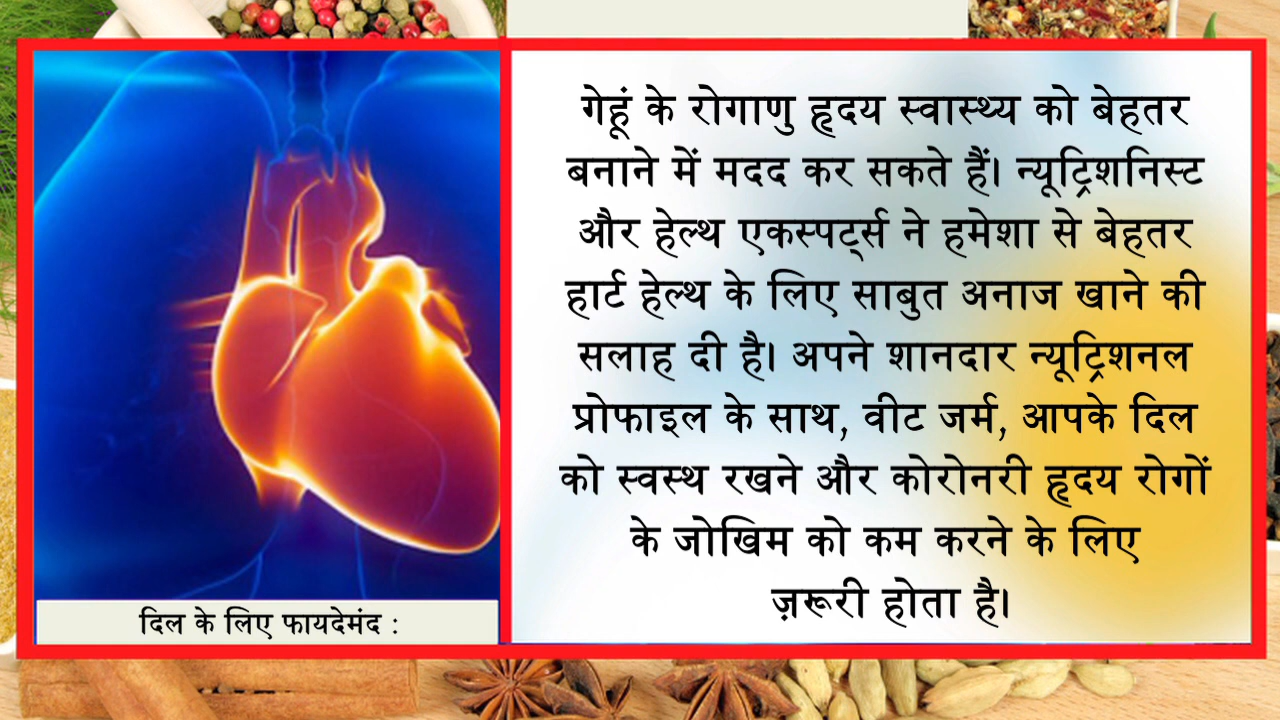 गेहूं के रोगाणु हृदय स्वास्थ्य को बेहतर
बनाने में मदद कर सकते हैं। न्यूट्रिशनिस्ट
और हेल्थ एकस्पर्ट्स ने हमेशा से बेहतर
हार्ट हेल्थ के लिए साबुत अनाज खाने की
सलाह दी है। अपने शानदार न्यूट्रिशनल
प्रोफाइल के साथ, वीट जर्म, आपके दिल
को स्वस्थ रखने और कोरोनरी हृदय रोगों
के जोखिम को कम करने के लिए
ज़रूरी होता है।
दिल के लिए फायदेमंद :